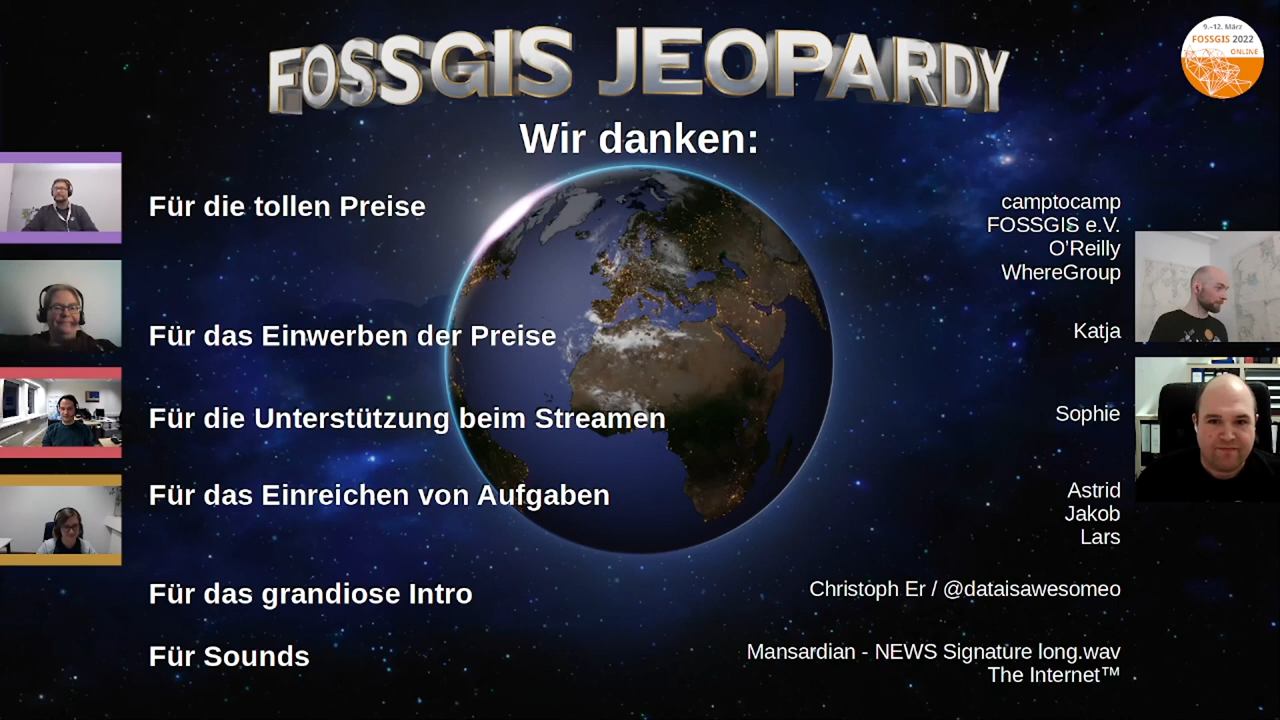 FOSSGIS JEOPARDY
9.–12. März
FOSSGIS 2022
ONLINE
Wir danken:
Für die tollen Preise
camptocamp
FOSSGIS e.V.
O'Reilly
WhereGroup
Für das Einwerben der Preise
Katja
Für die Unterstützung beim Streamen
Sophie
Für das Einreichen von Aufgaben
Astrid
Jakob
Lars
Für das grandiose Intro
Christoph Er / @dataisawesomeo
Für Sounds
Mansardian - NEWS Signature long.wav
The Internet™